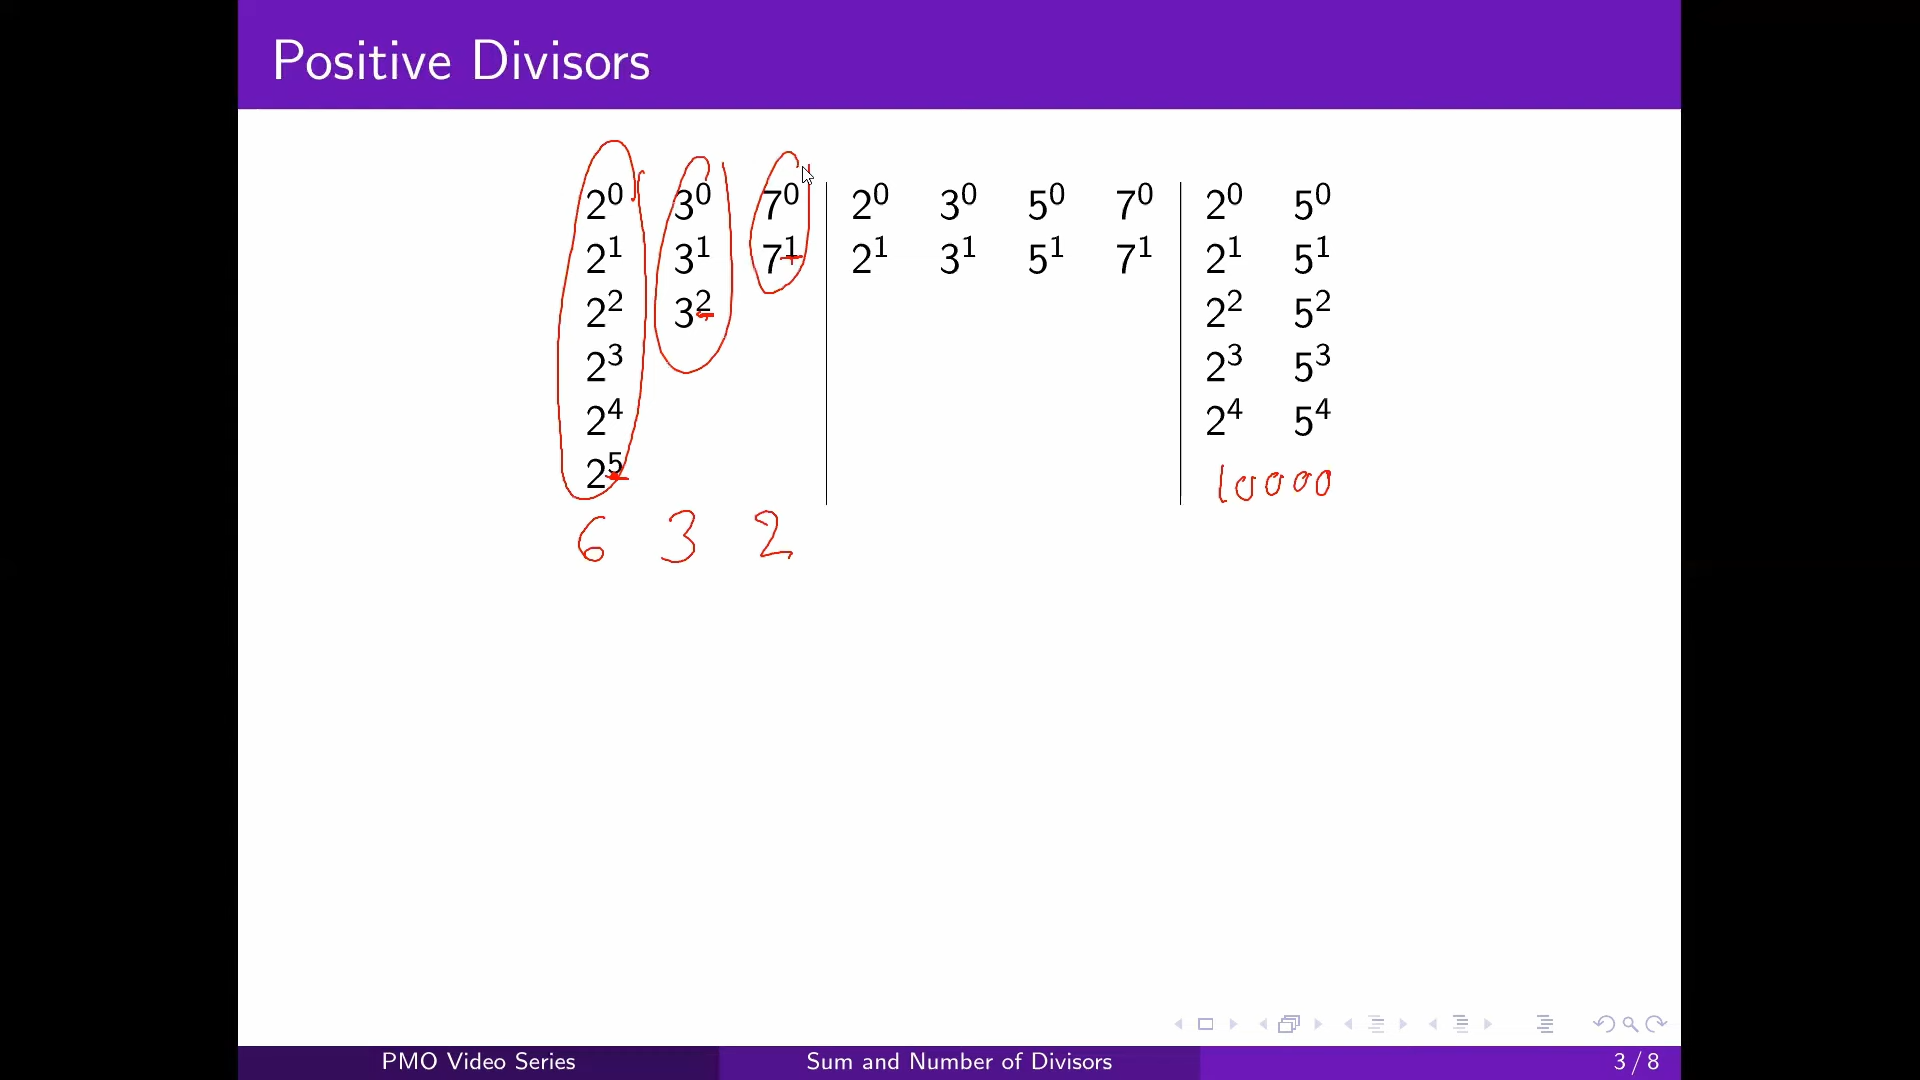 Positive Divisors
2⁰ 3⁰ 7⁰ 2⁰ 3⁰ 5⁰ 7⁰ 2⁰ 5⁰
2¹ 3¹ 7¹ 2¹ 3¹ 5¹ 7¹ 2¹ 5¹
2² 3² 2² 5²
2³ 2³ 5³
2⁴ 2⁴ 5⁴
2⁵ 10000
6 3 2
PMO Video Series Sum and Number of Divisors 3 / 8